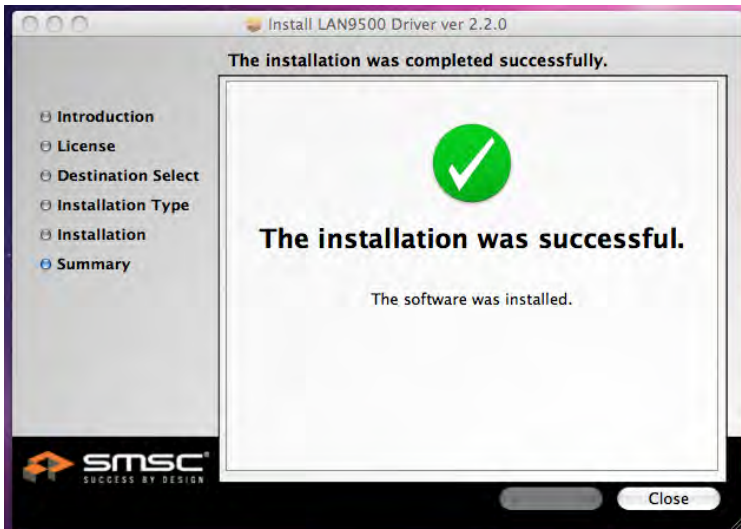 Install LAN9500 Driver ver 2.2.0
The installation was completed successfully.
Introduction
License
Destination Select
Installation Type
Installation
Summary
The installation was successful.
The software was installed.
smsc
SUCCESS BY DESIGN
Close